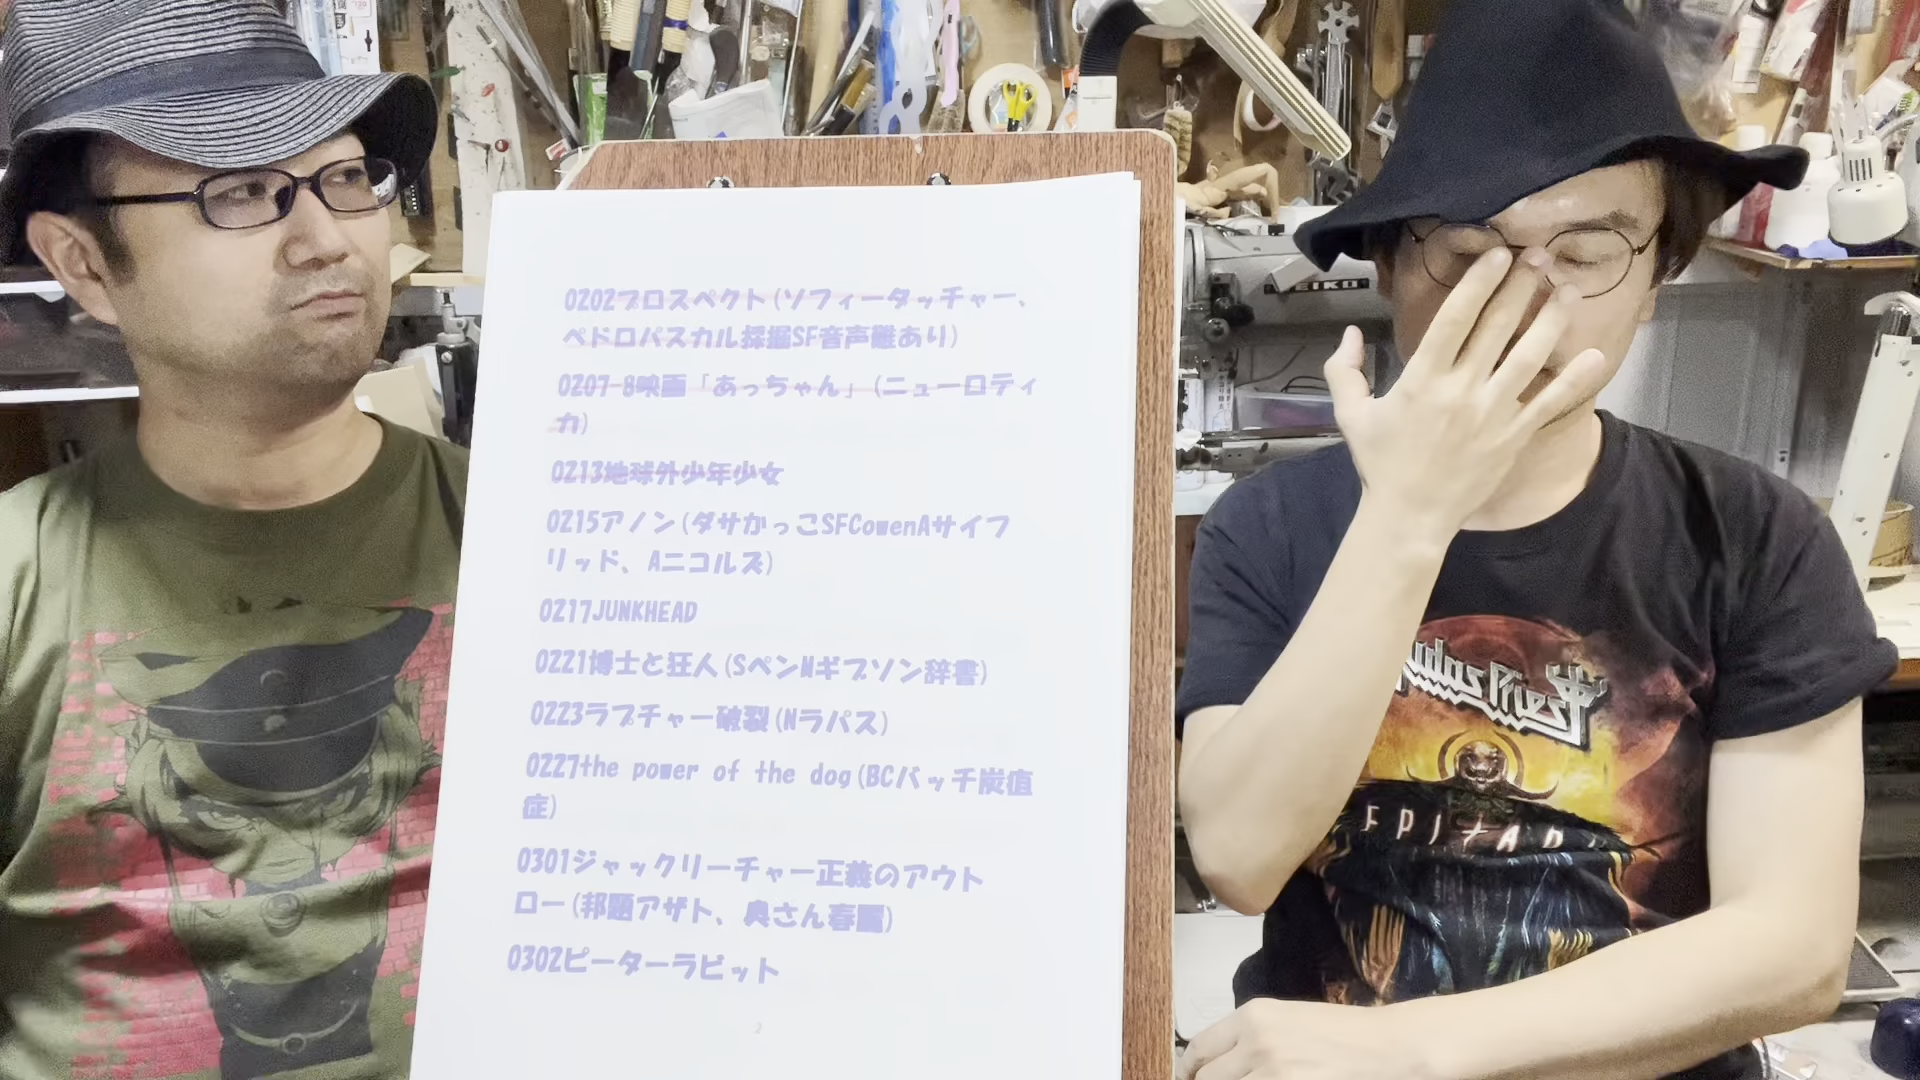 0202プロスペクト(ソフィータッチャー、
ペドロパスカル採掘SF音声難あり)
0207-8映画「あっちゃん」(ニューロティ
カ)
0213地球外少年少女
0215アノン(ダサかっこSFCowenAサイフ
リッド、Aニコルズ)
0217JUNKHEAD
0221博士と狂人(SペンMギブソン辞書)
0223ラプチャー破裂(Nラパス)
0227the power of the dog(BCバッチ炭疽
症)
0301ジャックリーチャー正義のアウト
ロー(邦題アザト、奥さん春麗)
0302ピーターラビット
2
SEIKO
Judas Priest
EPITAPH